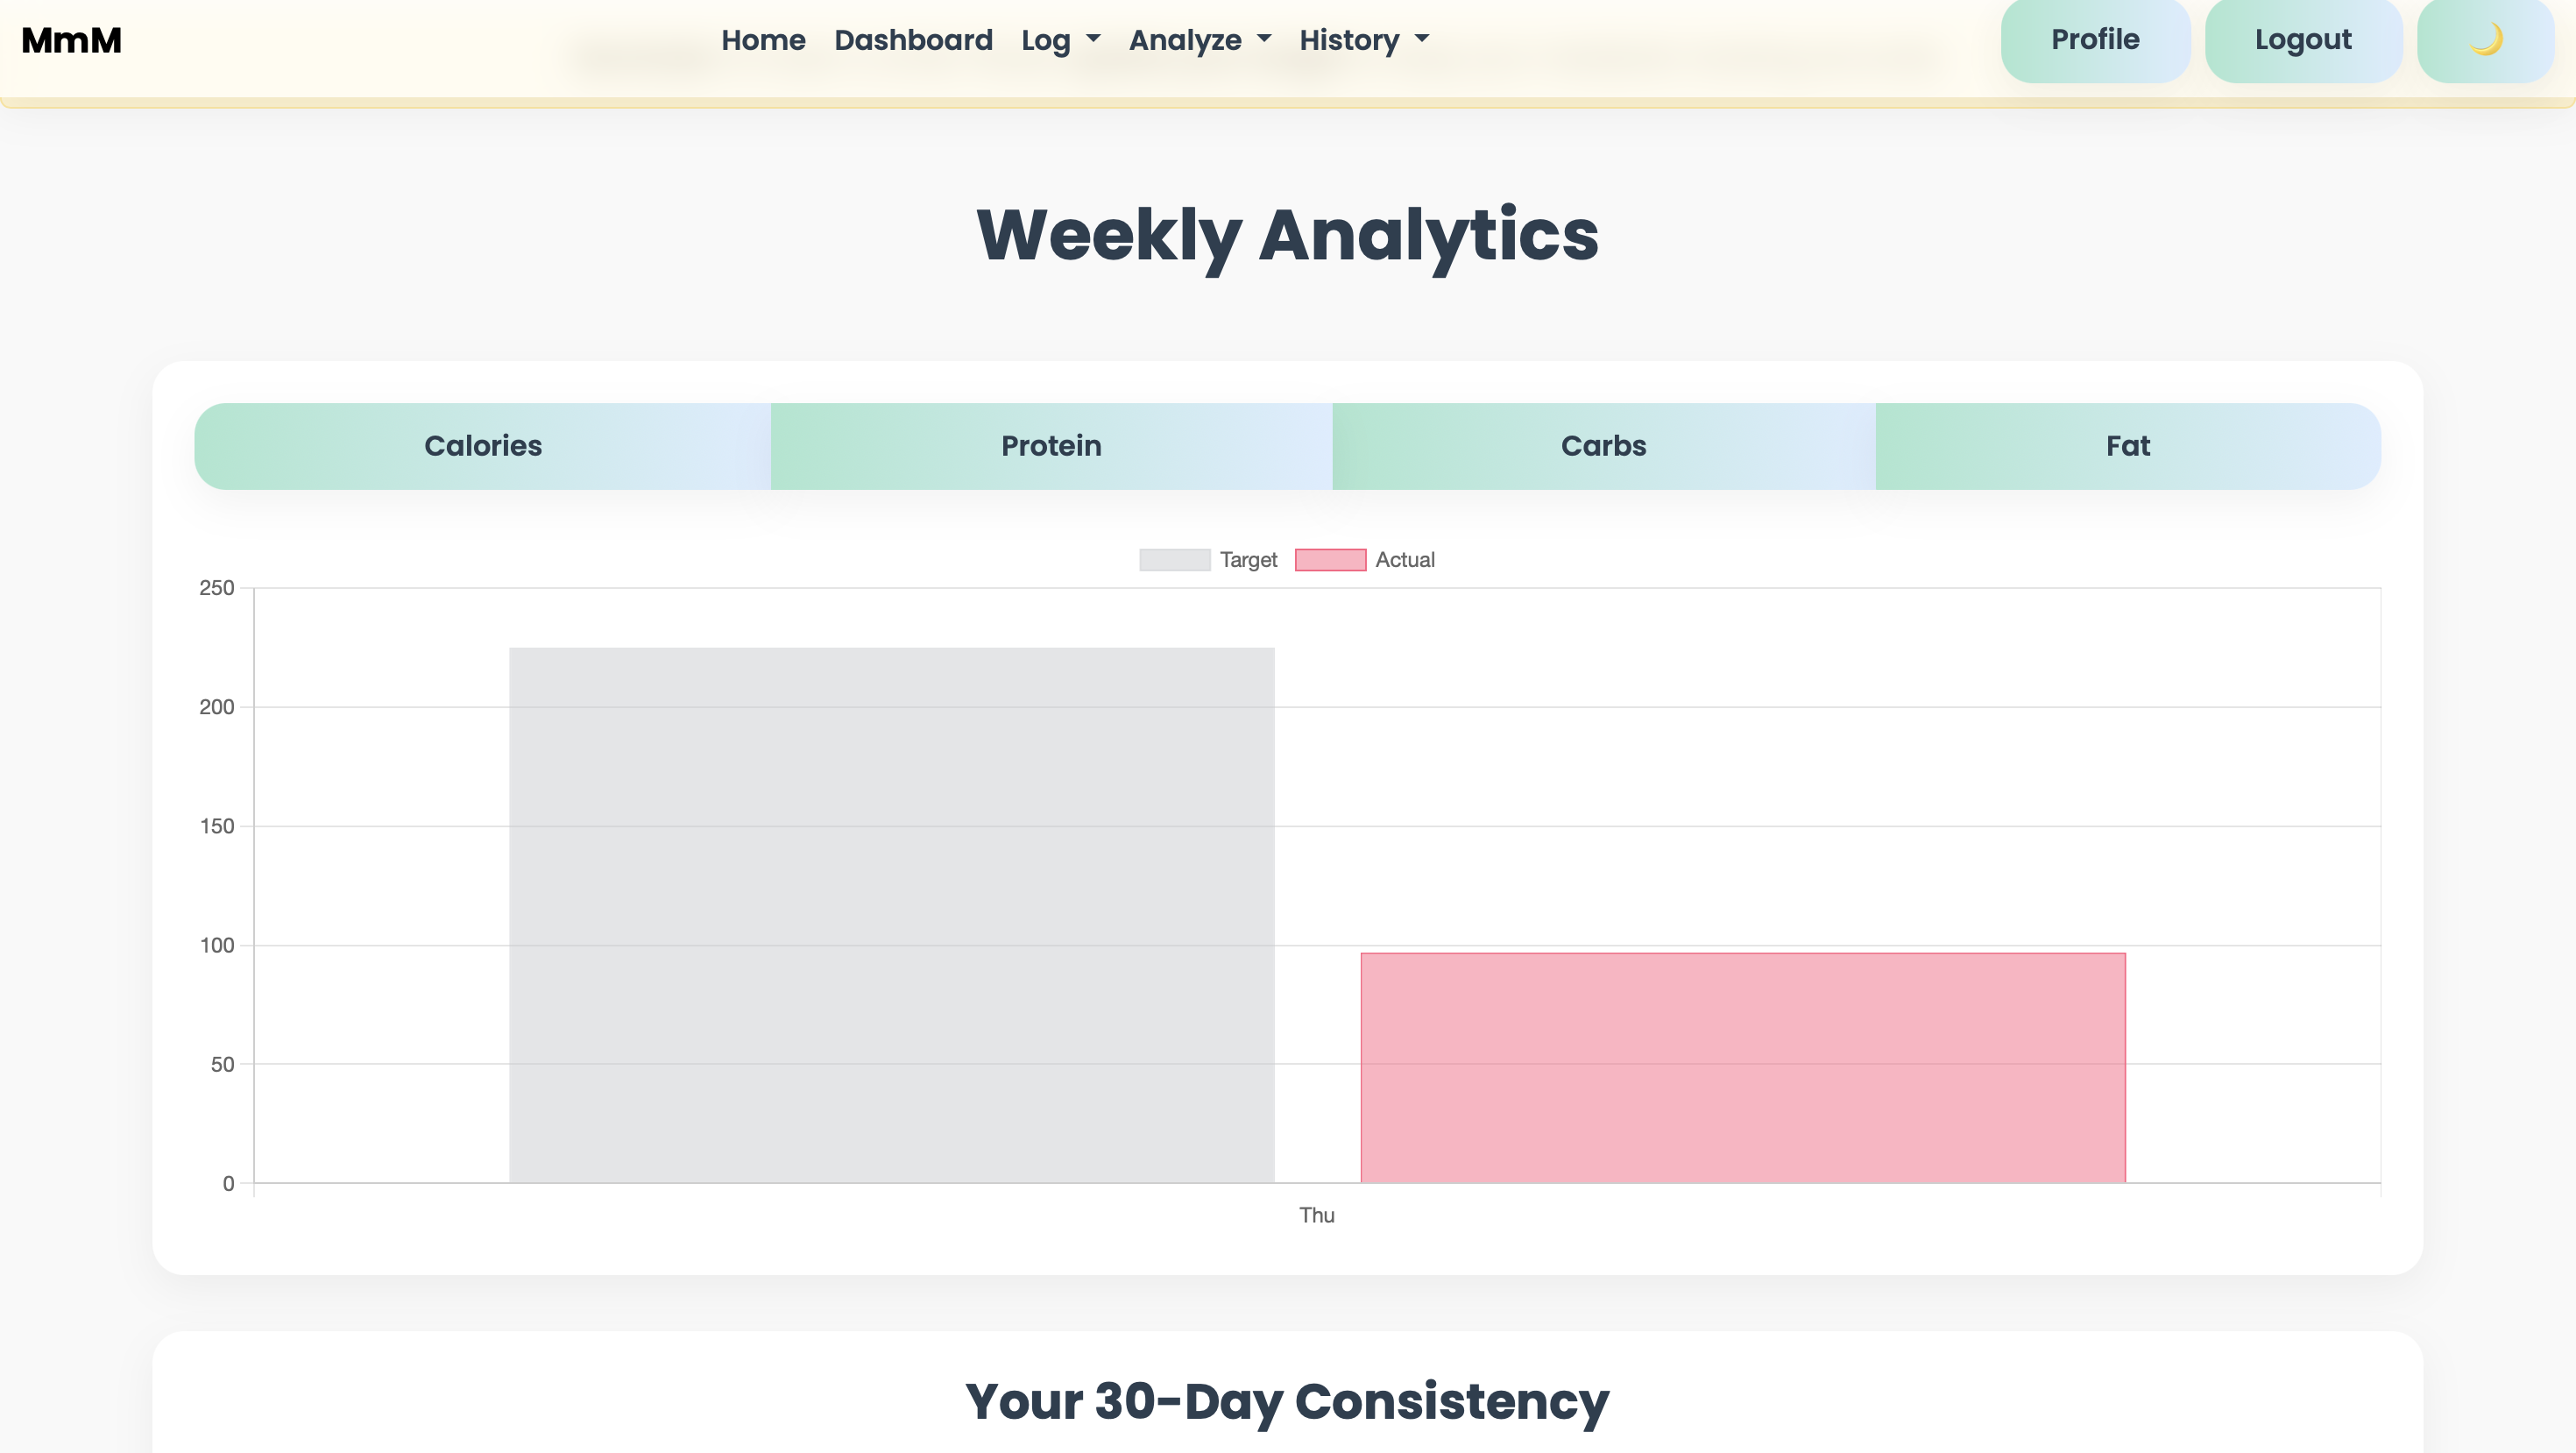 MmM Home Dashboard Log Analyze History Profile Logout
Weekly Analytics
Calories Protein Carbs Fat
Target Actual
250
200
150
100
50
0
Thu
Your 30-Day Consistency